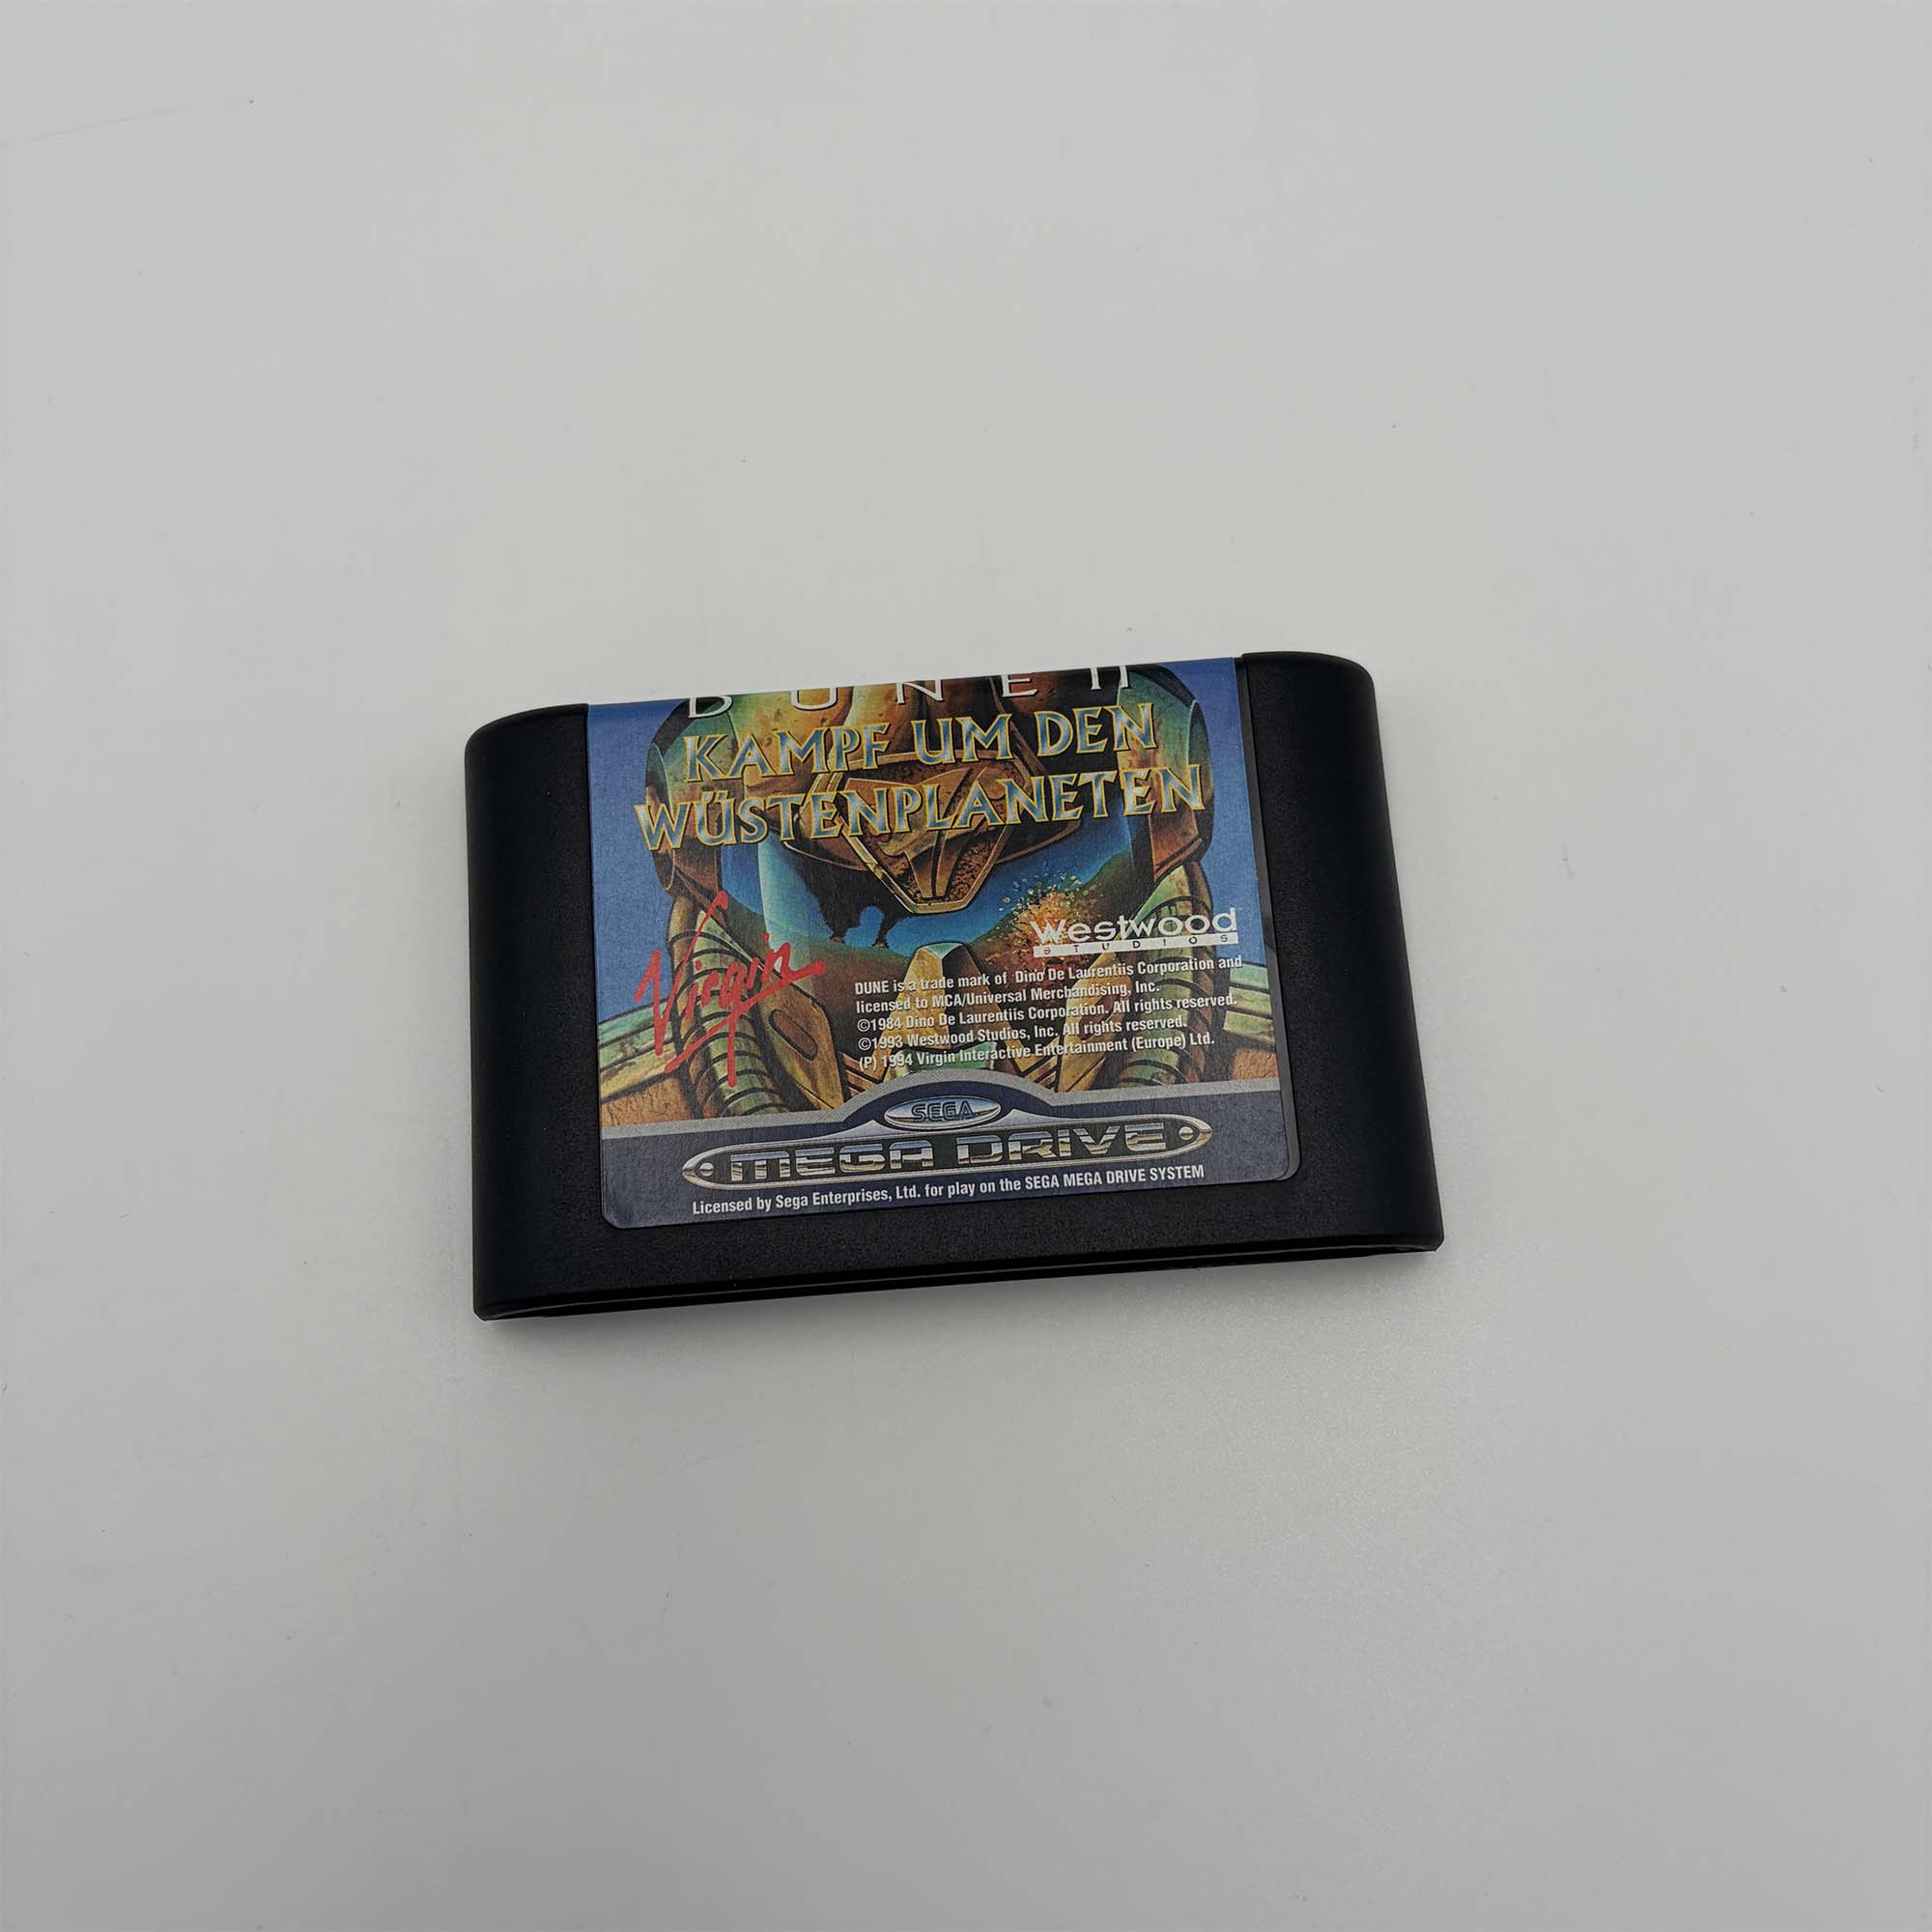 DUNE II
KAMPF UM DEN
WÜSTENPLANETEN
Virgin
Westwood
STUDIOS
DUNE is a trade mark of Dino De Laurentiis Corporation and
licensed to MCA/Universal Merchandising, Inc.
©1984 Dino De Laurentiis Corporation. All rights reserved.
©1993 Westwood Studios, Inc. All rights reserved.
(P) 1994 Virgin Interactive Entertainment (Europe) Ltd.
SEGA
MEGA DRIVE
Licensed by Sega Enterprises, Ltd. for play on the SEGA MEGA DRIVE SYSTEM